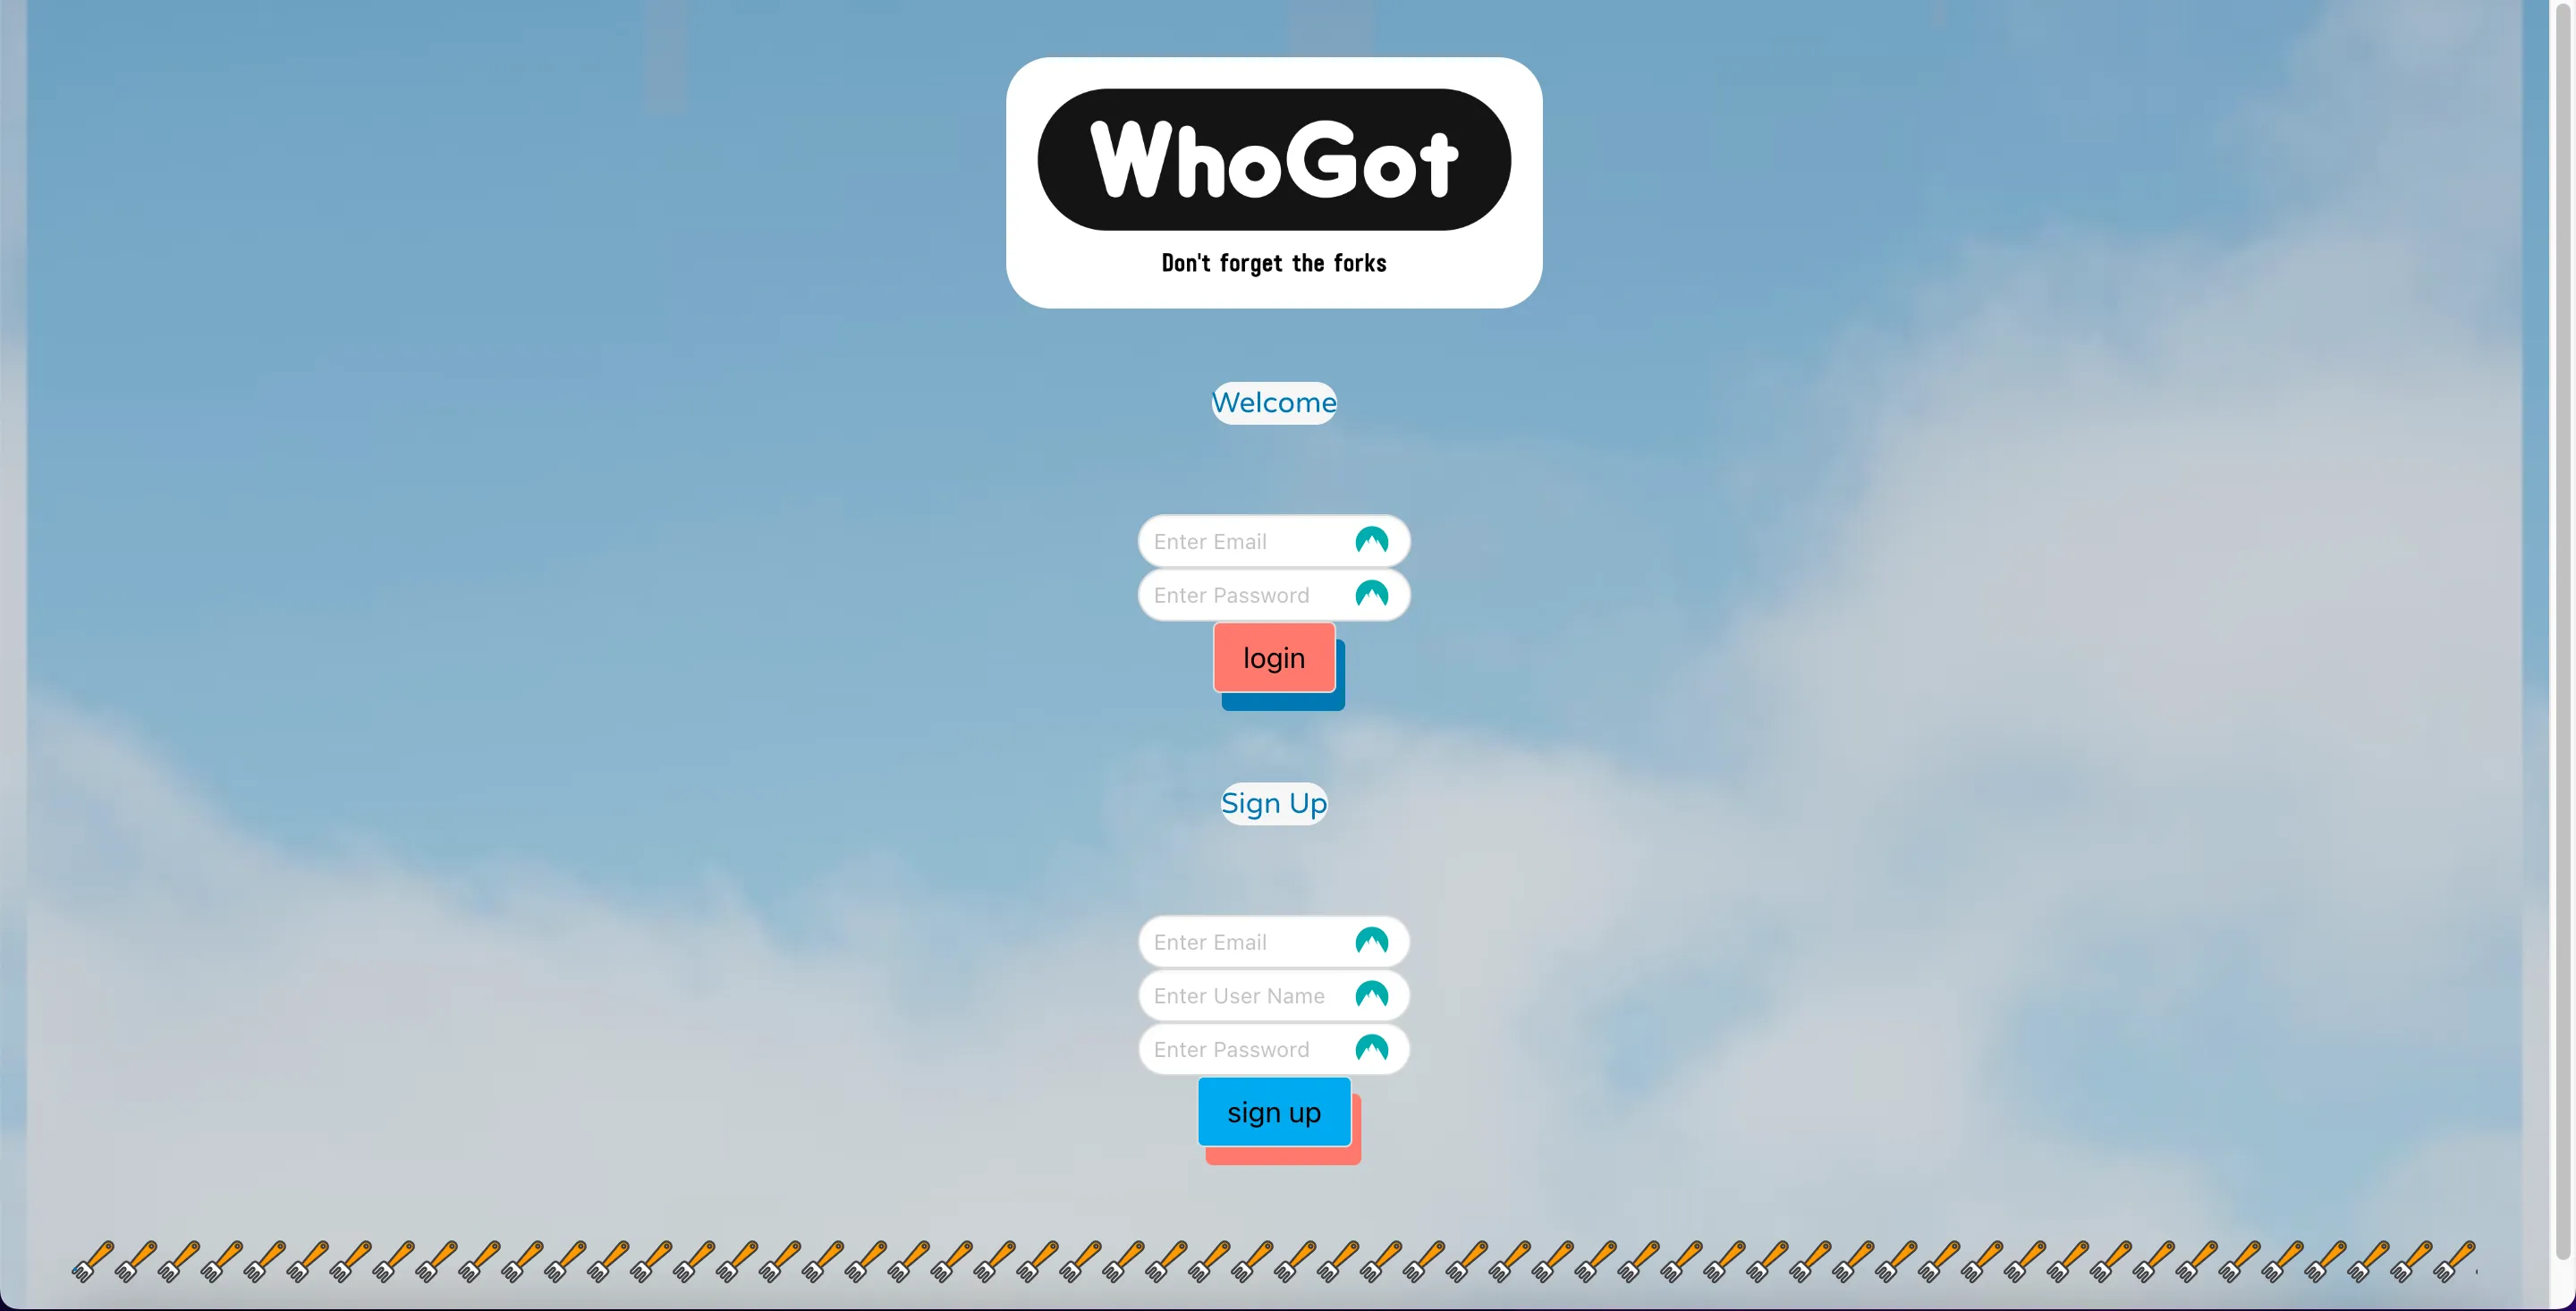 WhoGot
Don't forget the forks
Welcome
Enter Email
Enter Password
login
Sign Up
Enter Email
Enter User Name
Enter Password
sign up